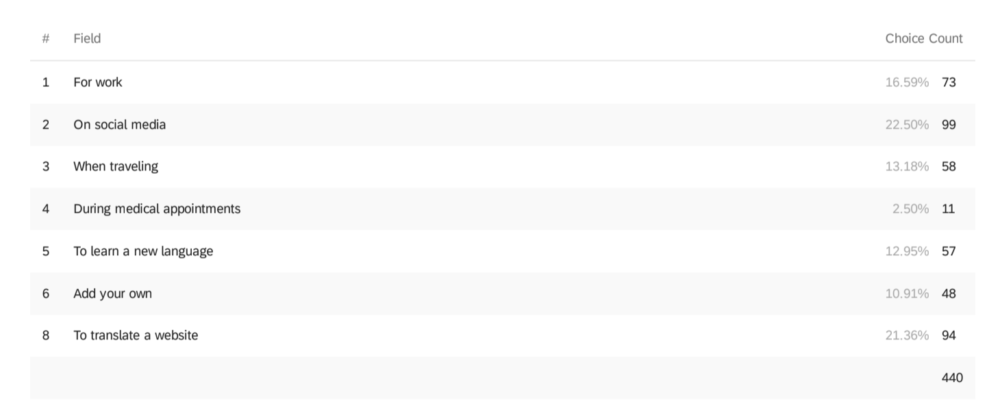 # Field Choice Count
1 For work 16.59% 73
2 On social media 22.50% 99
3 When traveling 13.18% 58
4 During medical appointments 2.50% 11
5 To learn a new language 12.95% 57
6 Add your own 10.91% 48
8 To translate a website 21.36% 94
440